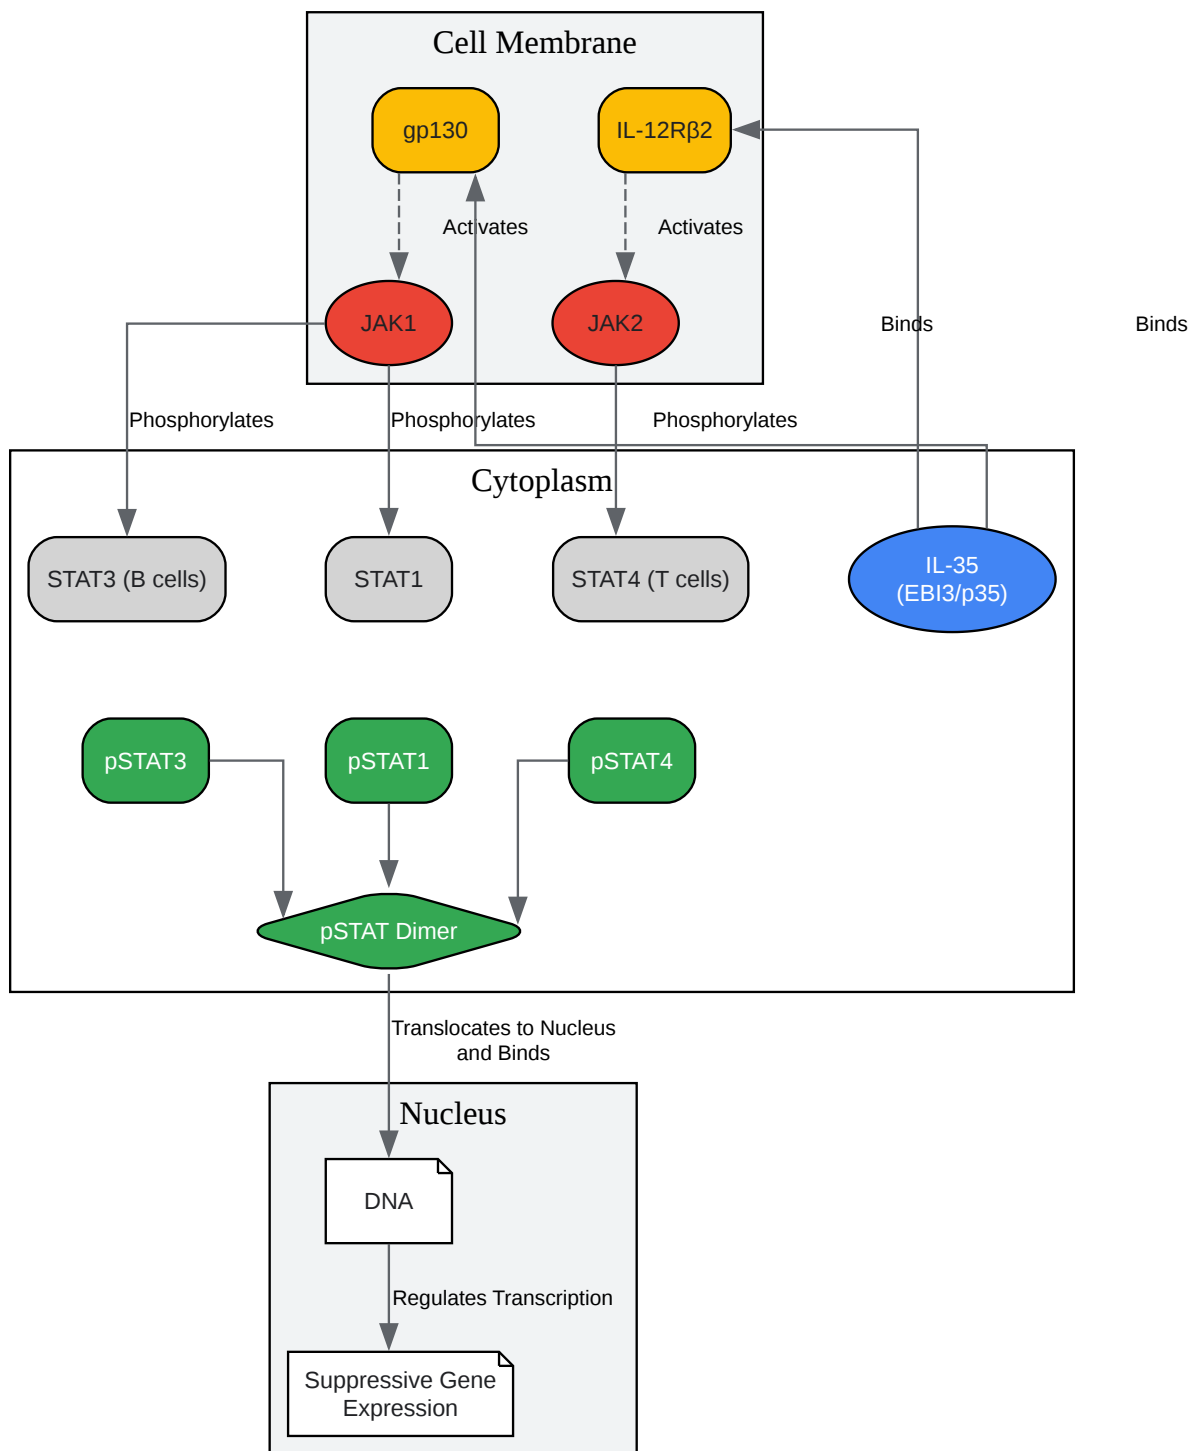 Cell Membrane
gp130
IL-12Rβ2
Activates
Activates
JAK1
JAK2
Binds
Binds
Phosphorylates
Phosphorylates
Phosphorylates
Cytoplasm
STAT3 (B cells)
STAT1
STAT4 (T cells)
IL-35
(EBI3/p35)
pSTAT3
pSTAT1
pSTAT4
pSTAT Dimer
Translocates to Nucleus
and Binds
Nucleus
DNA
Regulates Transcription
Suppressive Gene
Expression